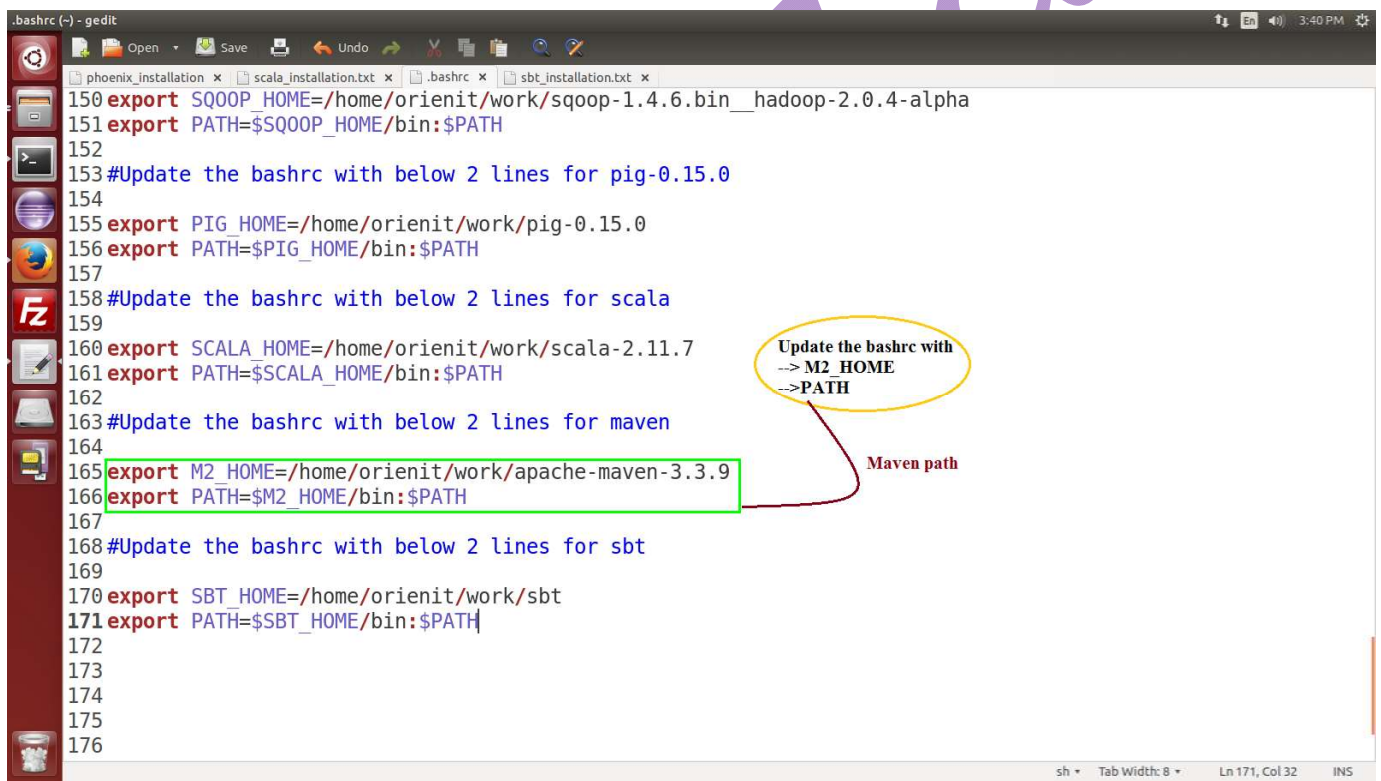 .bashrc (~) - gedit
En 3:40 PM
Open Save Undo
phoenix_installation x scala_installation.txt x .bashrc x sbt_installation.txt x
150 export SQOOP_HOME=/home/orienit/work/sqoop-1.4.6.bin__hadoop-2.0.4-alpha
151 export PATH=$SQOOP_HOME/bin:$PATH
152
153 #Update the bashrc with below 2 lines for pig-0.15.0
154
155 export PIG_HOME=/home/orienit/work/pig-0.15.0
156 export PATH=$PIG_HOME/bin:$PATH
157
158 #Update the bashrc with below 2 lines for scala
159
160 export SCALA_HOME=/home/orienit/work/scala-2.11.7
161 export PATH=$SCALA_HOME/bin:$PATH
162
163 #Update the bashrc with below 2 lines for maven
164
165 export M2_HOME=/home/orienit/work/apache-maven-3.3.9
166 export PATH=$M2_HOME/bin:$PATH
167
168 #Update the bashrc with below 2 lines for sbt
169
170 export SBT_HOME=/home/orienit/work/sbt
171 export PATH=$SBT_HOME/bin:$PATH
172
173
174
175
176
Update the bashrc with
--> M2_HOME
-->PATH
Maven path
Fz
sh Tab Width: 8 Ln 171, Col 32 INS